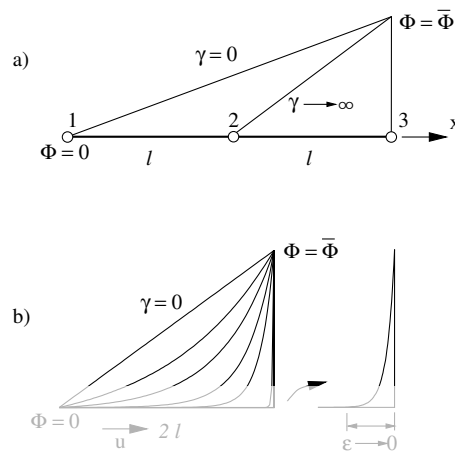 Φ = Φ̅
a)
γ = 0
1
2
γ → ∞
3
x
Φ = 0
l
l
Φ = Φ̅
γ = 0
b)
Φ = 0
u
2 l
ε → 0